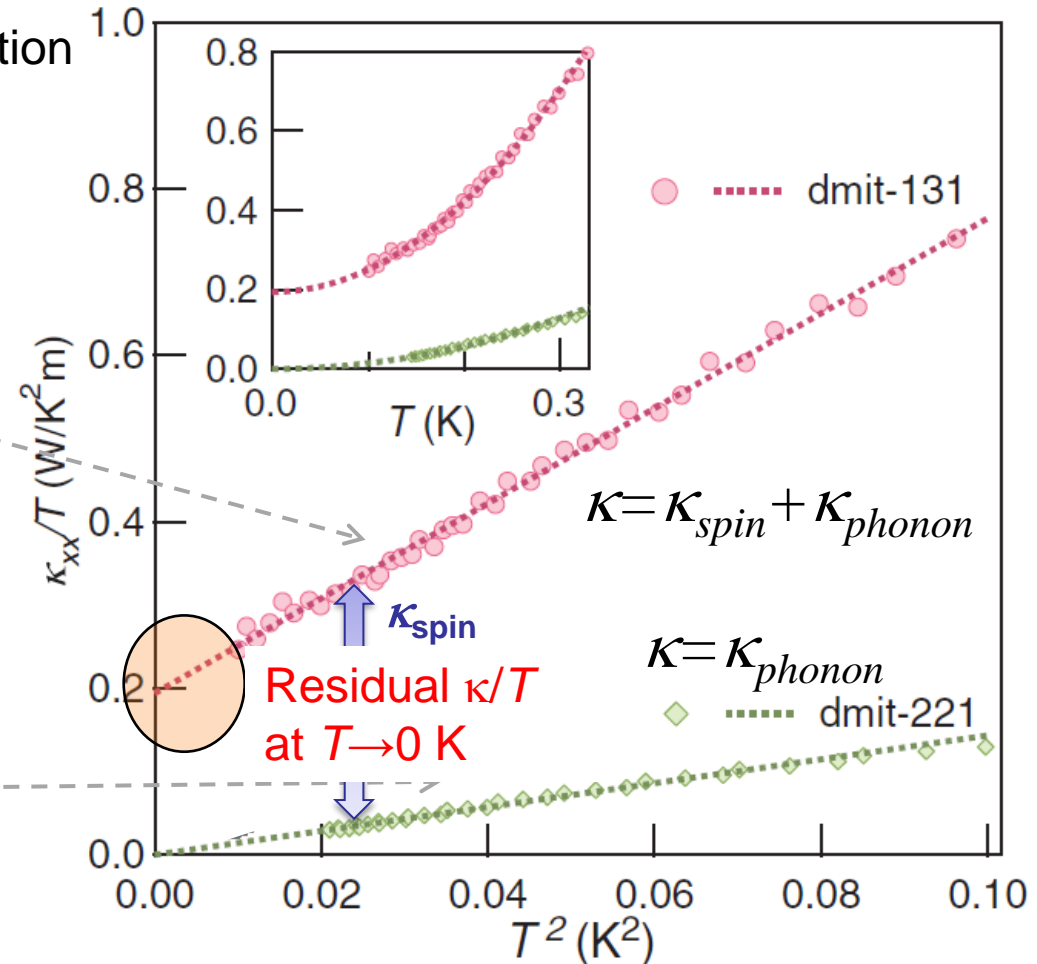 tion
1.0
0.8
0.6
0.4
0.2
0.0
0.00
0.02
0.04
0.06
0.08
0.10
κxx/T (W/K²m)
T² (K²)
0.8
0.6
0.4
0.2
0.0
0.0
0.3
T (K)
dmit-131
κ=κspin+κphonon
κspin
Residual κ/T
at T→0 K
κ=κphonon
dmit-221